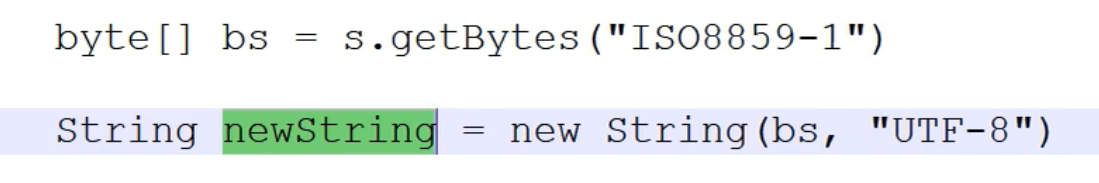 byte[] bs = s.getBytes("ISO8859-1")
String newString = new String(bs, "UTF-8")